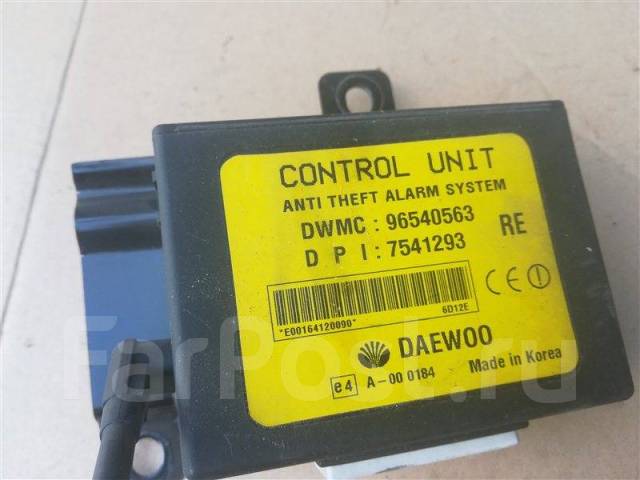 CONTROL UNIT
ANTI THEFT ALARM SYSTEM
DWMC : 96540563
D P I : 7541293
RE
*E00164120090*
6D12E
CE
DAEWOO
e4 A-00 0184
Made in Korea
FarPost.ru